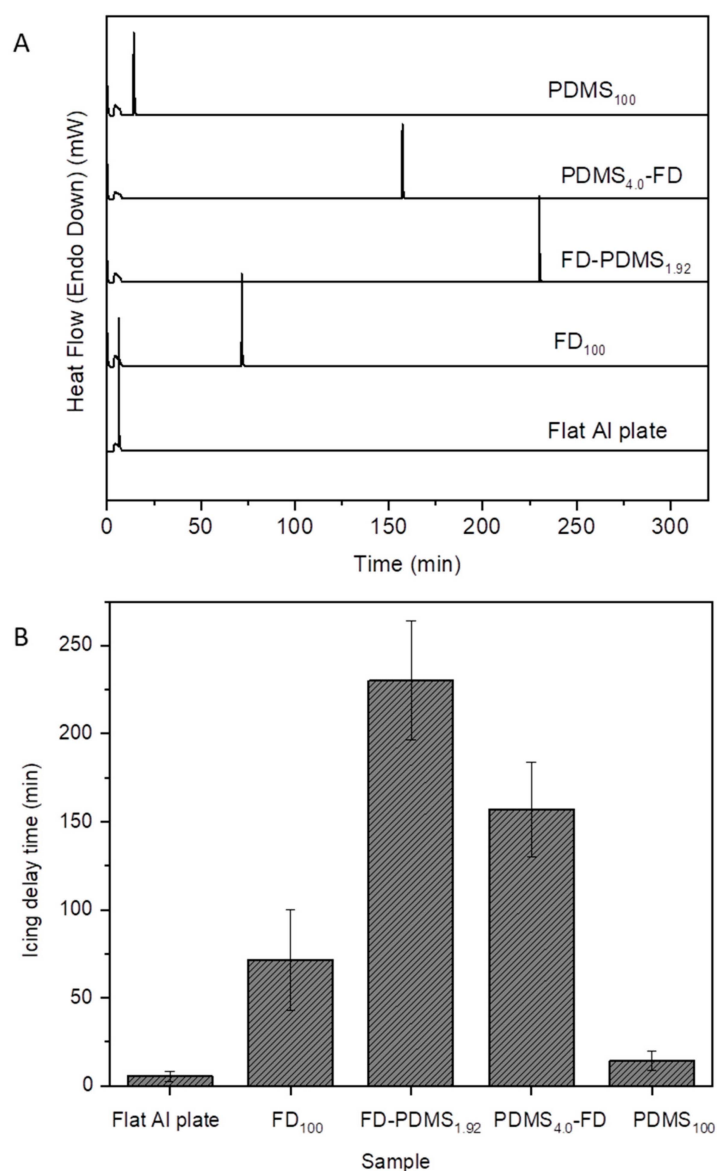 A
Heat Flow (Endo Down) (mW)
PDMS₁₀₀
PDMS₄.₀-FD
FD-PDMS₁.₉₂
FD₁₀₀
Flat Al plate
0 50 100 150 200 250 300
Time (min)
B
Icing delay time (min)
250
200
150
100
50
0
Flat Al plate FD₁₀₀ FD-PDMS₁.₉₂ PDMS₄.₀-FD PDMS₁₀₀
Sample